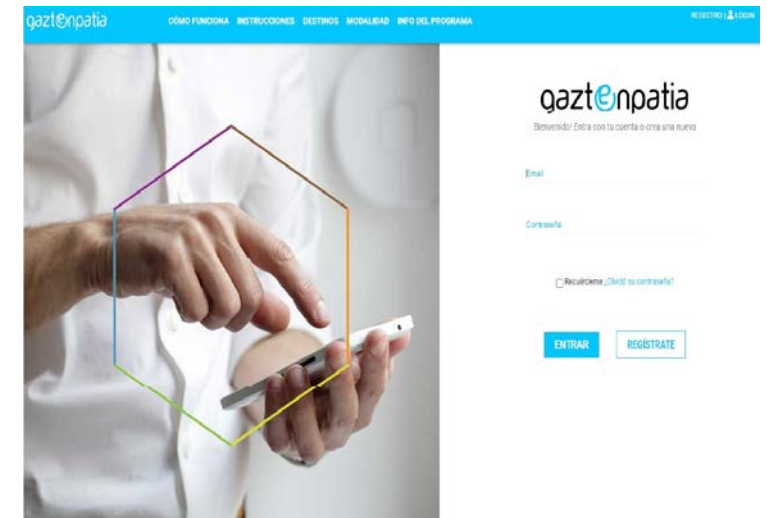 gaztenpatia
CÓMO FUNCIONA INSTRUCCIONES DESTINOS MODALIDAD INFO DEL PROGRAMA
REGISTRO | LOGIN
gaztenpatia
Bienvenido! Entra con tu cuenta o crea una nueva.
Email
Contraseña
Recuérdeme ¿Olvidó su contraseña?
ENTRAR REGÍSTRATE